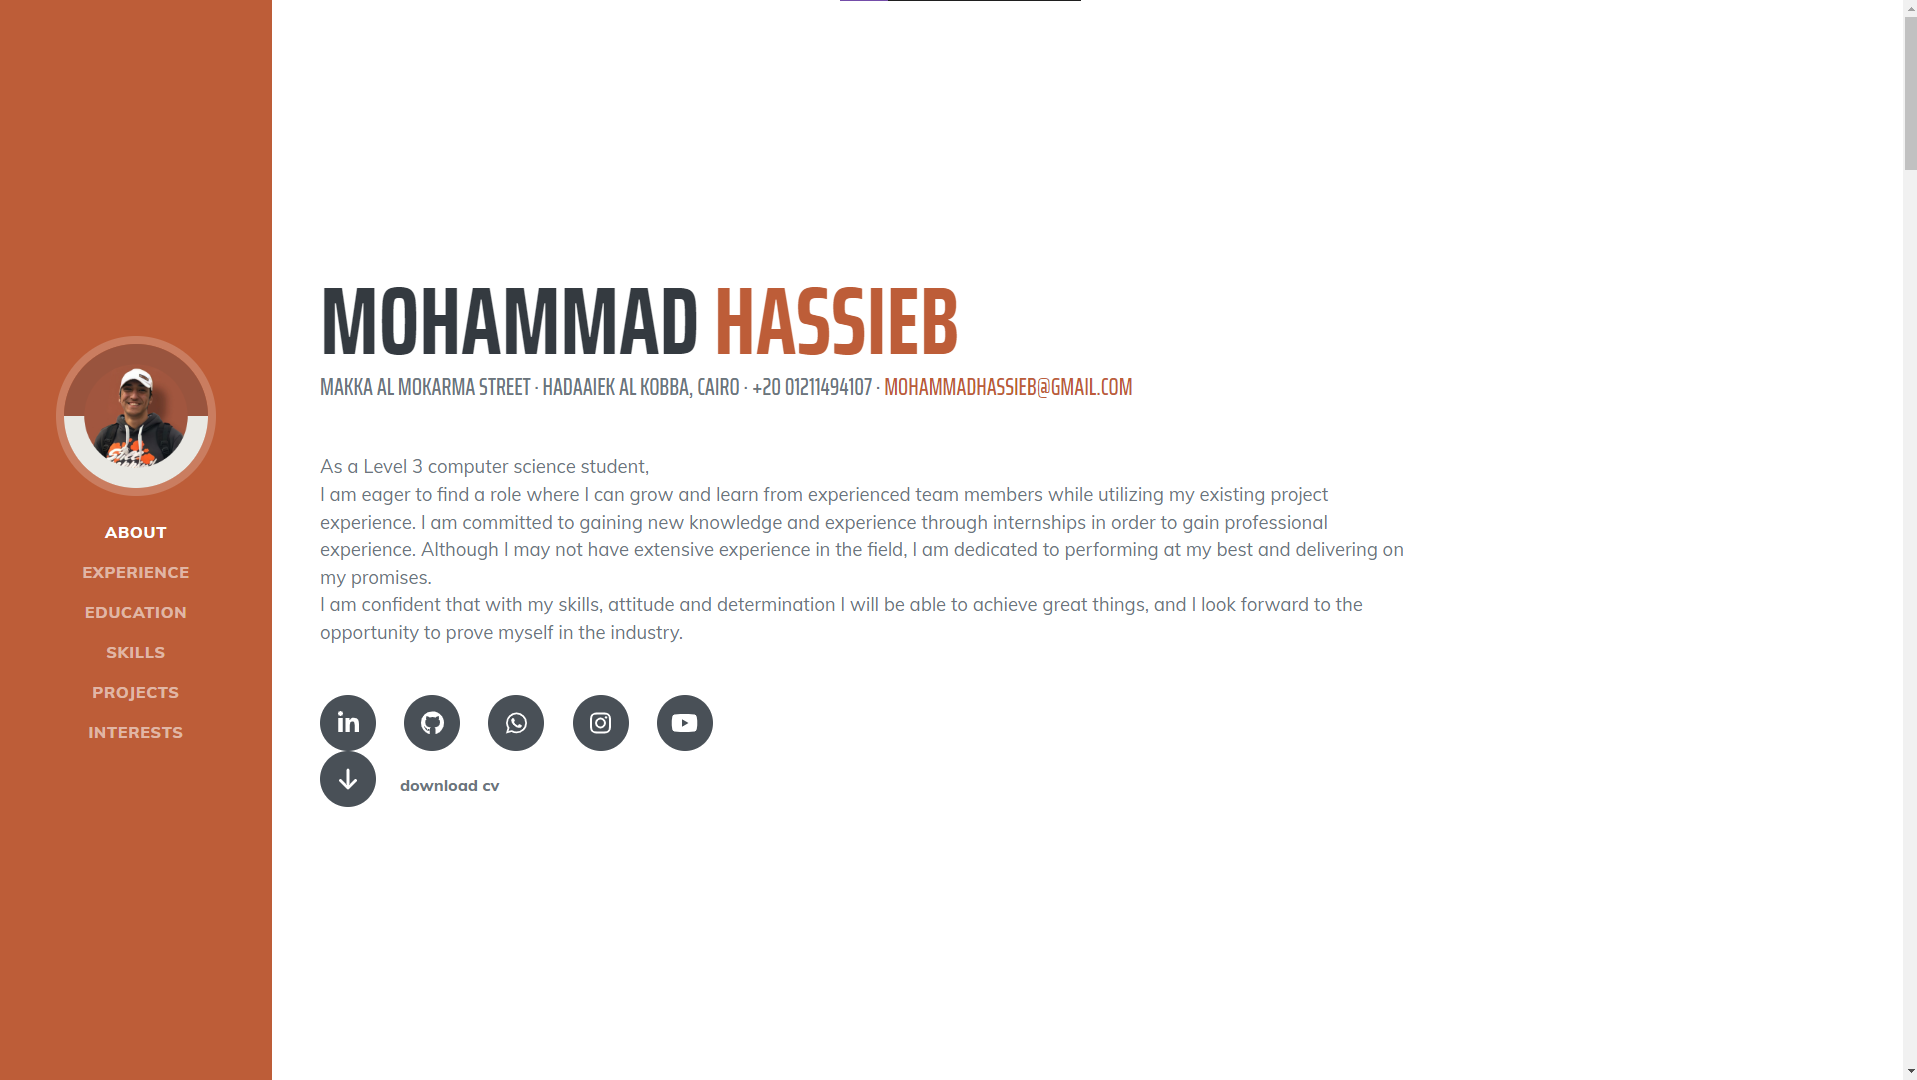 ABOUT
EXPERIENCE
EDUCATION
SKILLS
PROJECTS
INTERESTS
MOHAMMAD HASSIEB
MAKKA AL MOKARMA STREET · HADAAIEK AL KOBBA, CAIRO · +20 01211494107 · MOHAMMADHASSIEB@GMAIL.COM
As a Level 3 computer science student,
I am eager to find a role where I can grow and learn from experienced team members while utilizing my existing project
experience. I am committed to gaining new knowledge and experience through internships in order to gain professional
experience. Although I may not have extensive experience in the field, I am dedicated to performing at my best and delivering on
my promises.
I am confident that with my skills, attitude and determination I will be able to achieve great things, and I look forward to the
opportunity to prove myself in the industry.
in
download cv